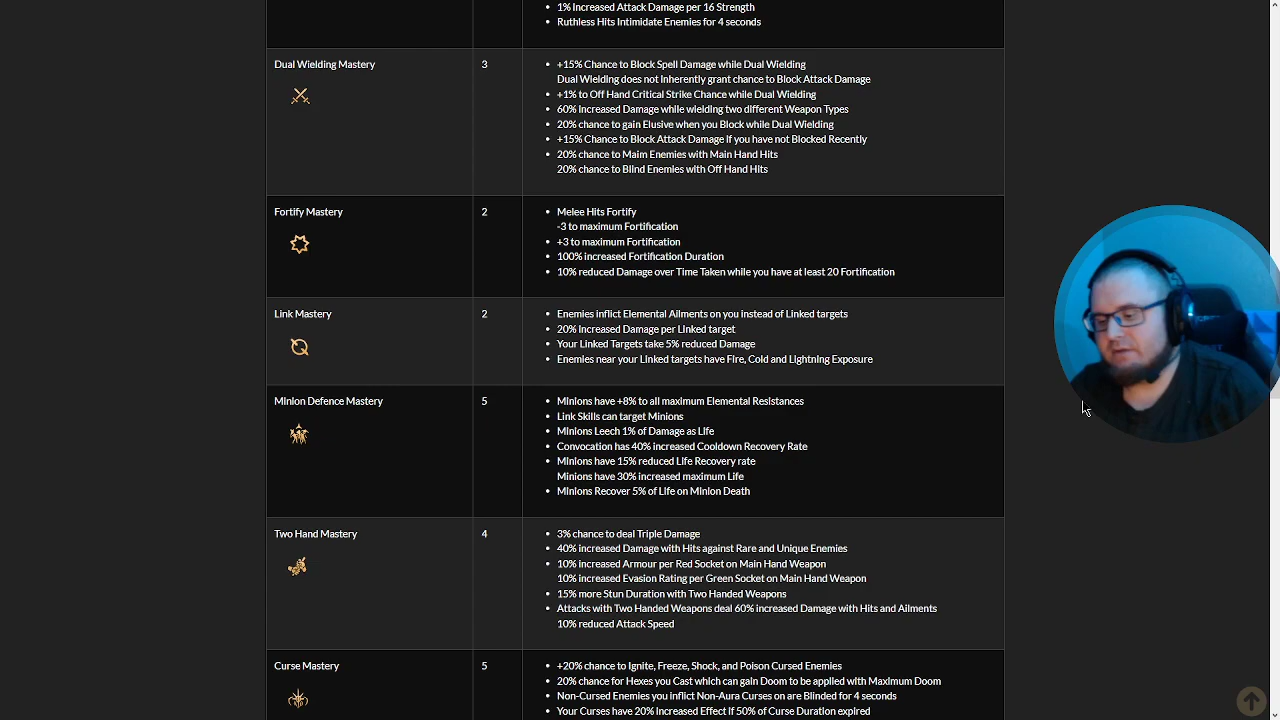 1% Increased Attack Damage per 16 Strength
Ruthless Hits Intimidate Enemies for 4 seconds
Dual Wielding Mastery
3
+15% Chance to Block Spell Damage while Dual Wielding
Dual Wielding does not Inherently grant chance to Block Attack Damage
+1% to Off Hand Critical Strike Chance while Dual Wielding
60% Increased Damage while wielding two different Weapon Types
20% chance to gain Elusive when you Block while Dual Wielding
+15% Chance to Block Attack Damage If you have not Blocked Recently
20% chance to Maim Enemies with Main Hand Hits
20% chance to Blind Enemies with Off Hand Hits
Fortify Mastery
2
Melee Hits Fortify
-3 to maximum Fortification
+3 to maximum Fortification
100% increased Fortification Duration
10% reduced Damage over Time Taken while you have at least 20 Fortification
Link Mastery
2
Enemies inflict Elemental Ailments on you instead of Linked targets
20% Increased Damage per Linked target
Your Linked Targets take 5% reduced Damage
Enemies near your Linked targets have Fire, Cold and Lightning Exposure
Minion Defence Mastery
5
Minions have +8% to all maximum Elemental Resistances
Link Skills can target Minions
Minions Leech 1% of Damage as Life
Convocation has 40% increased Cooldown Recovery Rate
Minions have 15% reduced Life Recovery rate
Minions have 30% increased maximum Life
Minions Recover 5% of Life on Minion Death
Two Hand Mastery
4
3% chance to deal Triple Damage
40% increased Damage with Hits against Rare and Unique Enemies
10% increased Armour per Red Socket on Main Hand Weapon
10% increased Evasion Rating per Green Socket on Main Hand Weapon
15% more Stun Duration with Two Handed Weapons
Attacks with Two Handed Weapons deal 60% increased Damage with Hits and Ailments
10% reduced Attack Speed
Curse Mastery
5
+20% chance to Ignite, Freeze, Shock, and Poison Cursed Enemies
20% chance for Hexes you Cast which can gain Doom to be applied with Maximum Doom
Non-Cursed Enemies you inflict Non-Aura Curses on are Blinded for 4 seconds
Your Curses have 20% Increased Effect if 50% of Curse Duration expired